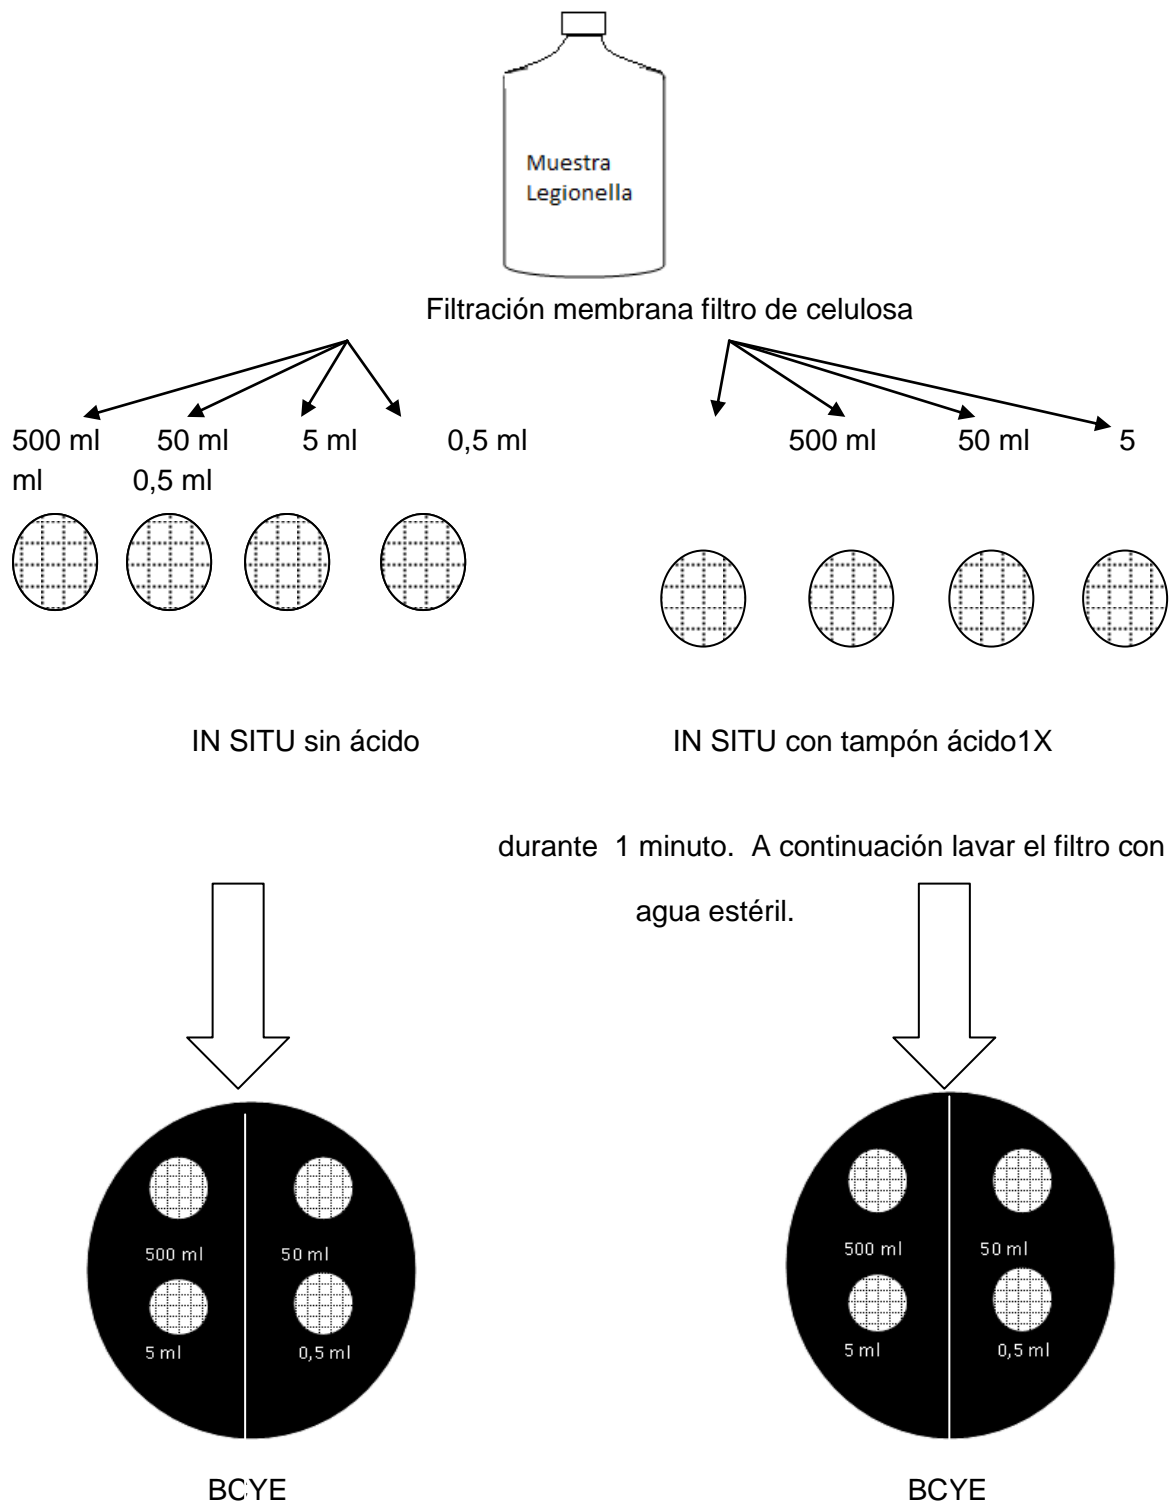 Muestra
Legionella
Filtración membrana filtro de celulosa
500 ml 50 ml 5 ml 0,5 ml 500 ml 50 ml 5
ml 0,5 ml
IN SITU sin ácido IN SITU con tampón ácido1X
durante 1 minuto. A continuación lavar el filtro con
agua estéril.
500 ml 50 ml
5 ml 0,5 ml
500 ml 50 ml
5 ml 0,5 ml
BCYE BCYE